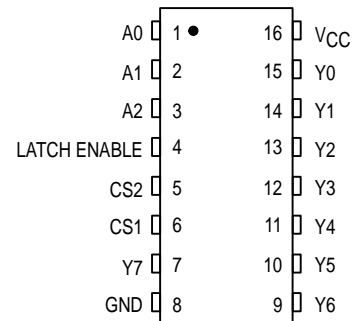 A0 1 16 VCC
A1 2 15 Y0
A2 3 14 Y1
LATCH ENABLE 4 13 Y2
CS2 5 12 Y3
CS1 6 11 Y4
Y7 7 10 Y5
GND 8 9 Y6